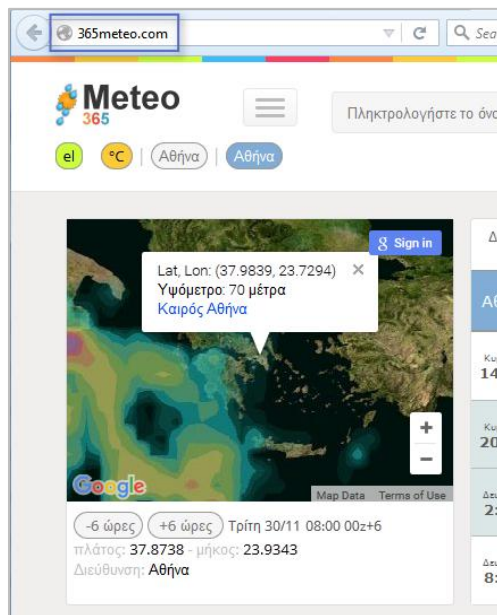 365meteo.com
Meteo
365
Πληκτρολογήστε το
el °C | Αθήνα | Αθήνα
g Sign in
Lat, Lon: (37.9839, 23.7294)
Υψόμετρο: 70 μέτρα
Καιρός Αθήνα
+
−
Google
Map Data Terms of Use
-6 ώρες +6 ώρες Τρίτη 30/11 08:00 00z+6
πλάτος: 37.8738 - μήκος: 23.9343
Διεύθυνση: Αθήνα